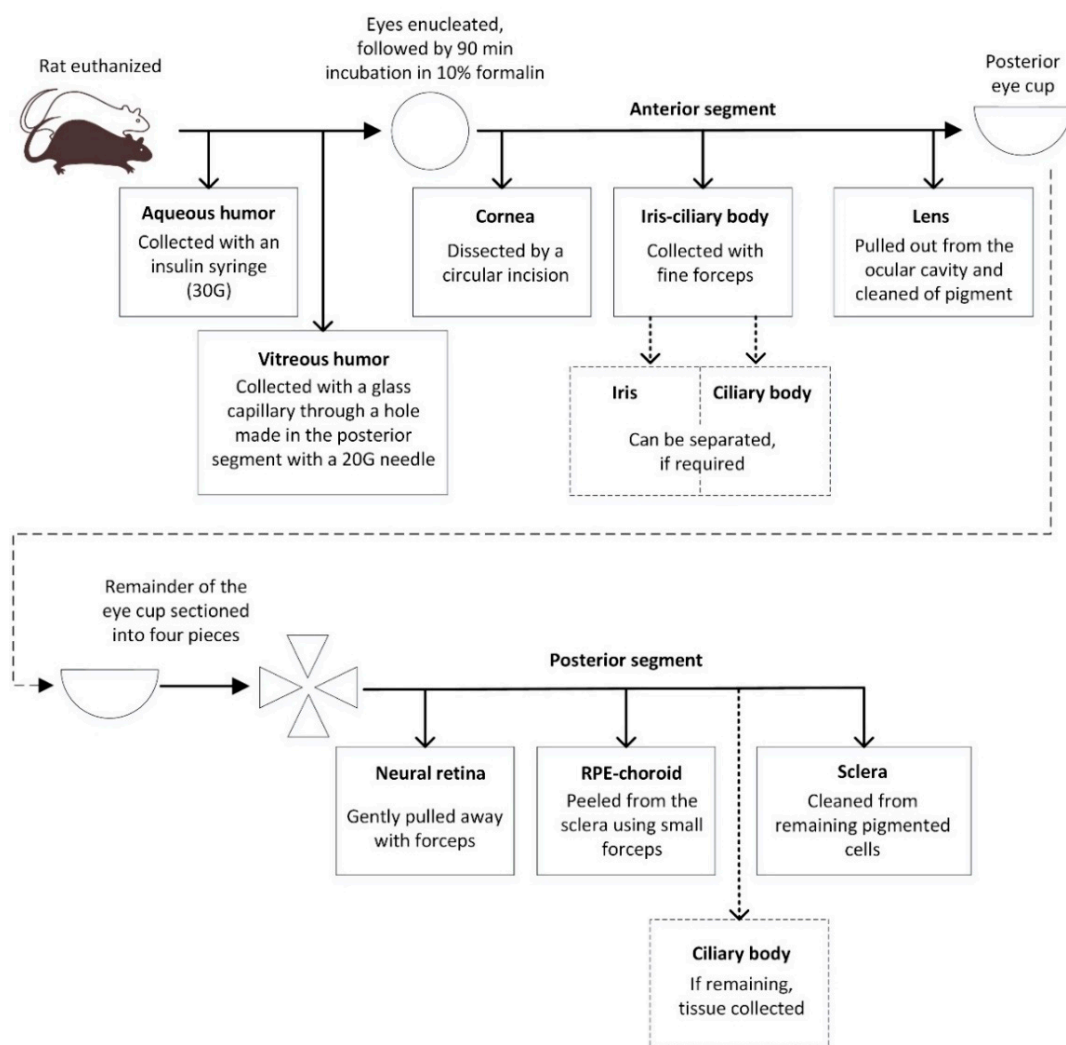 Rat euthanized
Eyes enucleated,
followed by 90 min
incubation in 10% formalin
Anterior segment
Posterior
eye cup
Aqueous humor
Collected with an
insulin syringe
(30G)
Vitreous humor
Collected with a glass
capillary through a hole
made in the posterior
segment with a 20G needle
Cornea
Dissected by a
circular incision
Iris-ciliary body
Collected with
fine forceps
Iris
Ciliary body
Can be separated,
if required
Lens
Pulled out from the
ocular cavity and
cleaned of pigment
Remainder of the
eye cup sectioned
into four pieces
Posterior segment
Neural retina
Gently pulled away
with forceps
RPE-choroid
Peeled from the
sclera using small
forceps
Sclera
Cleaned from
remaining pigmented
cells
Ciliary body
If remaining,
tissue collected